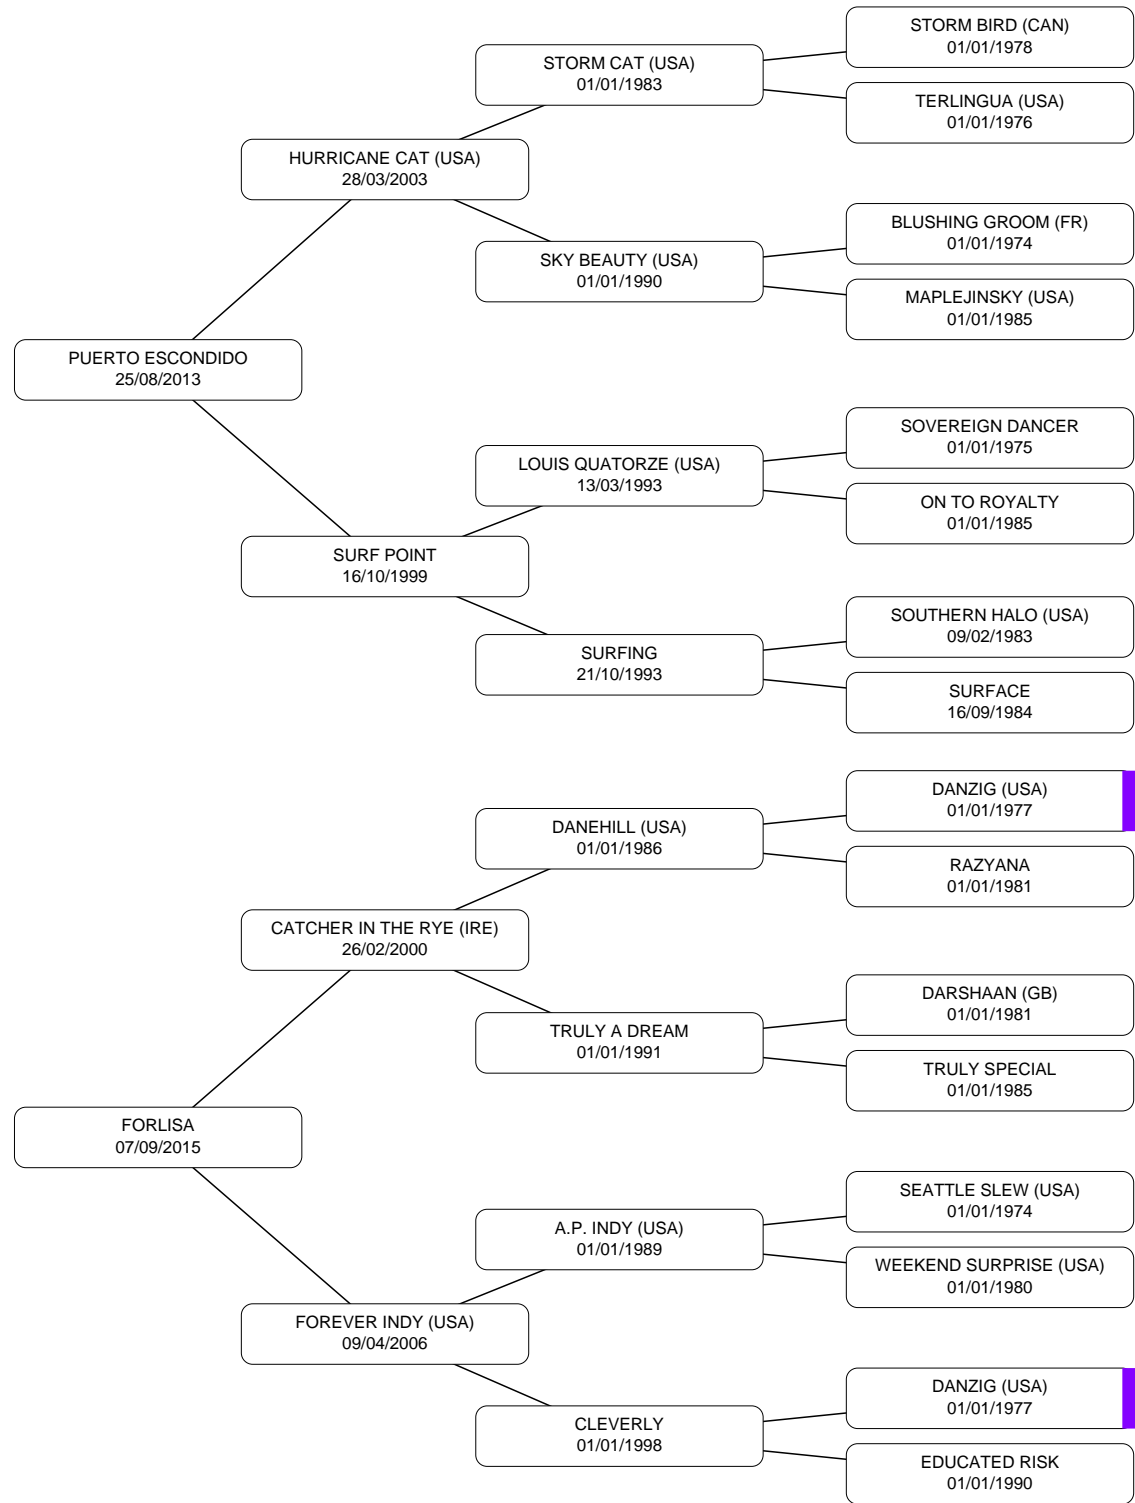 STORM BIRD (CAN)
01/01/1978
STORM CAT (USA)
01/01/1983
TERLINGUA (USA)
01/01/1976
HURRICANE CAT (USA)
28/03/2003
BLUSHING GROOM (FR)
01/01/1974
SKY BEAUTY (USA)
01/01/1990
MAPLEJINSKY (USA)
01/01/1985
PUERTO ESCONDIDO
25/08/2013
SOVEREIGN DANCER
01/01/1975
LOUIS QUATORZE (USA)
13/03/1993
ON TO ROYALTY
01/01/1985
SURF POINT
16/10/1999
SOUTHERN HALO (USA)
09/02/1983
SURFING
21/10/1993
SURFACE
16/09/1984
DANZIG (USA)
01/01/1977
DANEHILL (USA)
01/01/1986
RAZYANA
01/01/1981
CATCHER IN THE RYE (IRE)
26/02/2000
DARSHAAN (GB)
01/01/1981
TRULY A DREAM
01/01/1991
TRULY SPECIAL
01/01/1985
FORLISA
07/09/2015
SEATTLE SLEW (USA)
01/01/1974
A.P. INDY (USA)
01/01/1989
WEEKEND SURPRISE (USA)
01/01/1980
FOREVER INDY (USA)
09/04/2006
DANZIG (USA)
01/01/1977
CLEVERLY
01/01/1998
EDUCATED RISK
01/01/1990